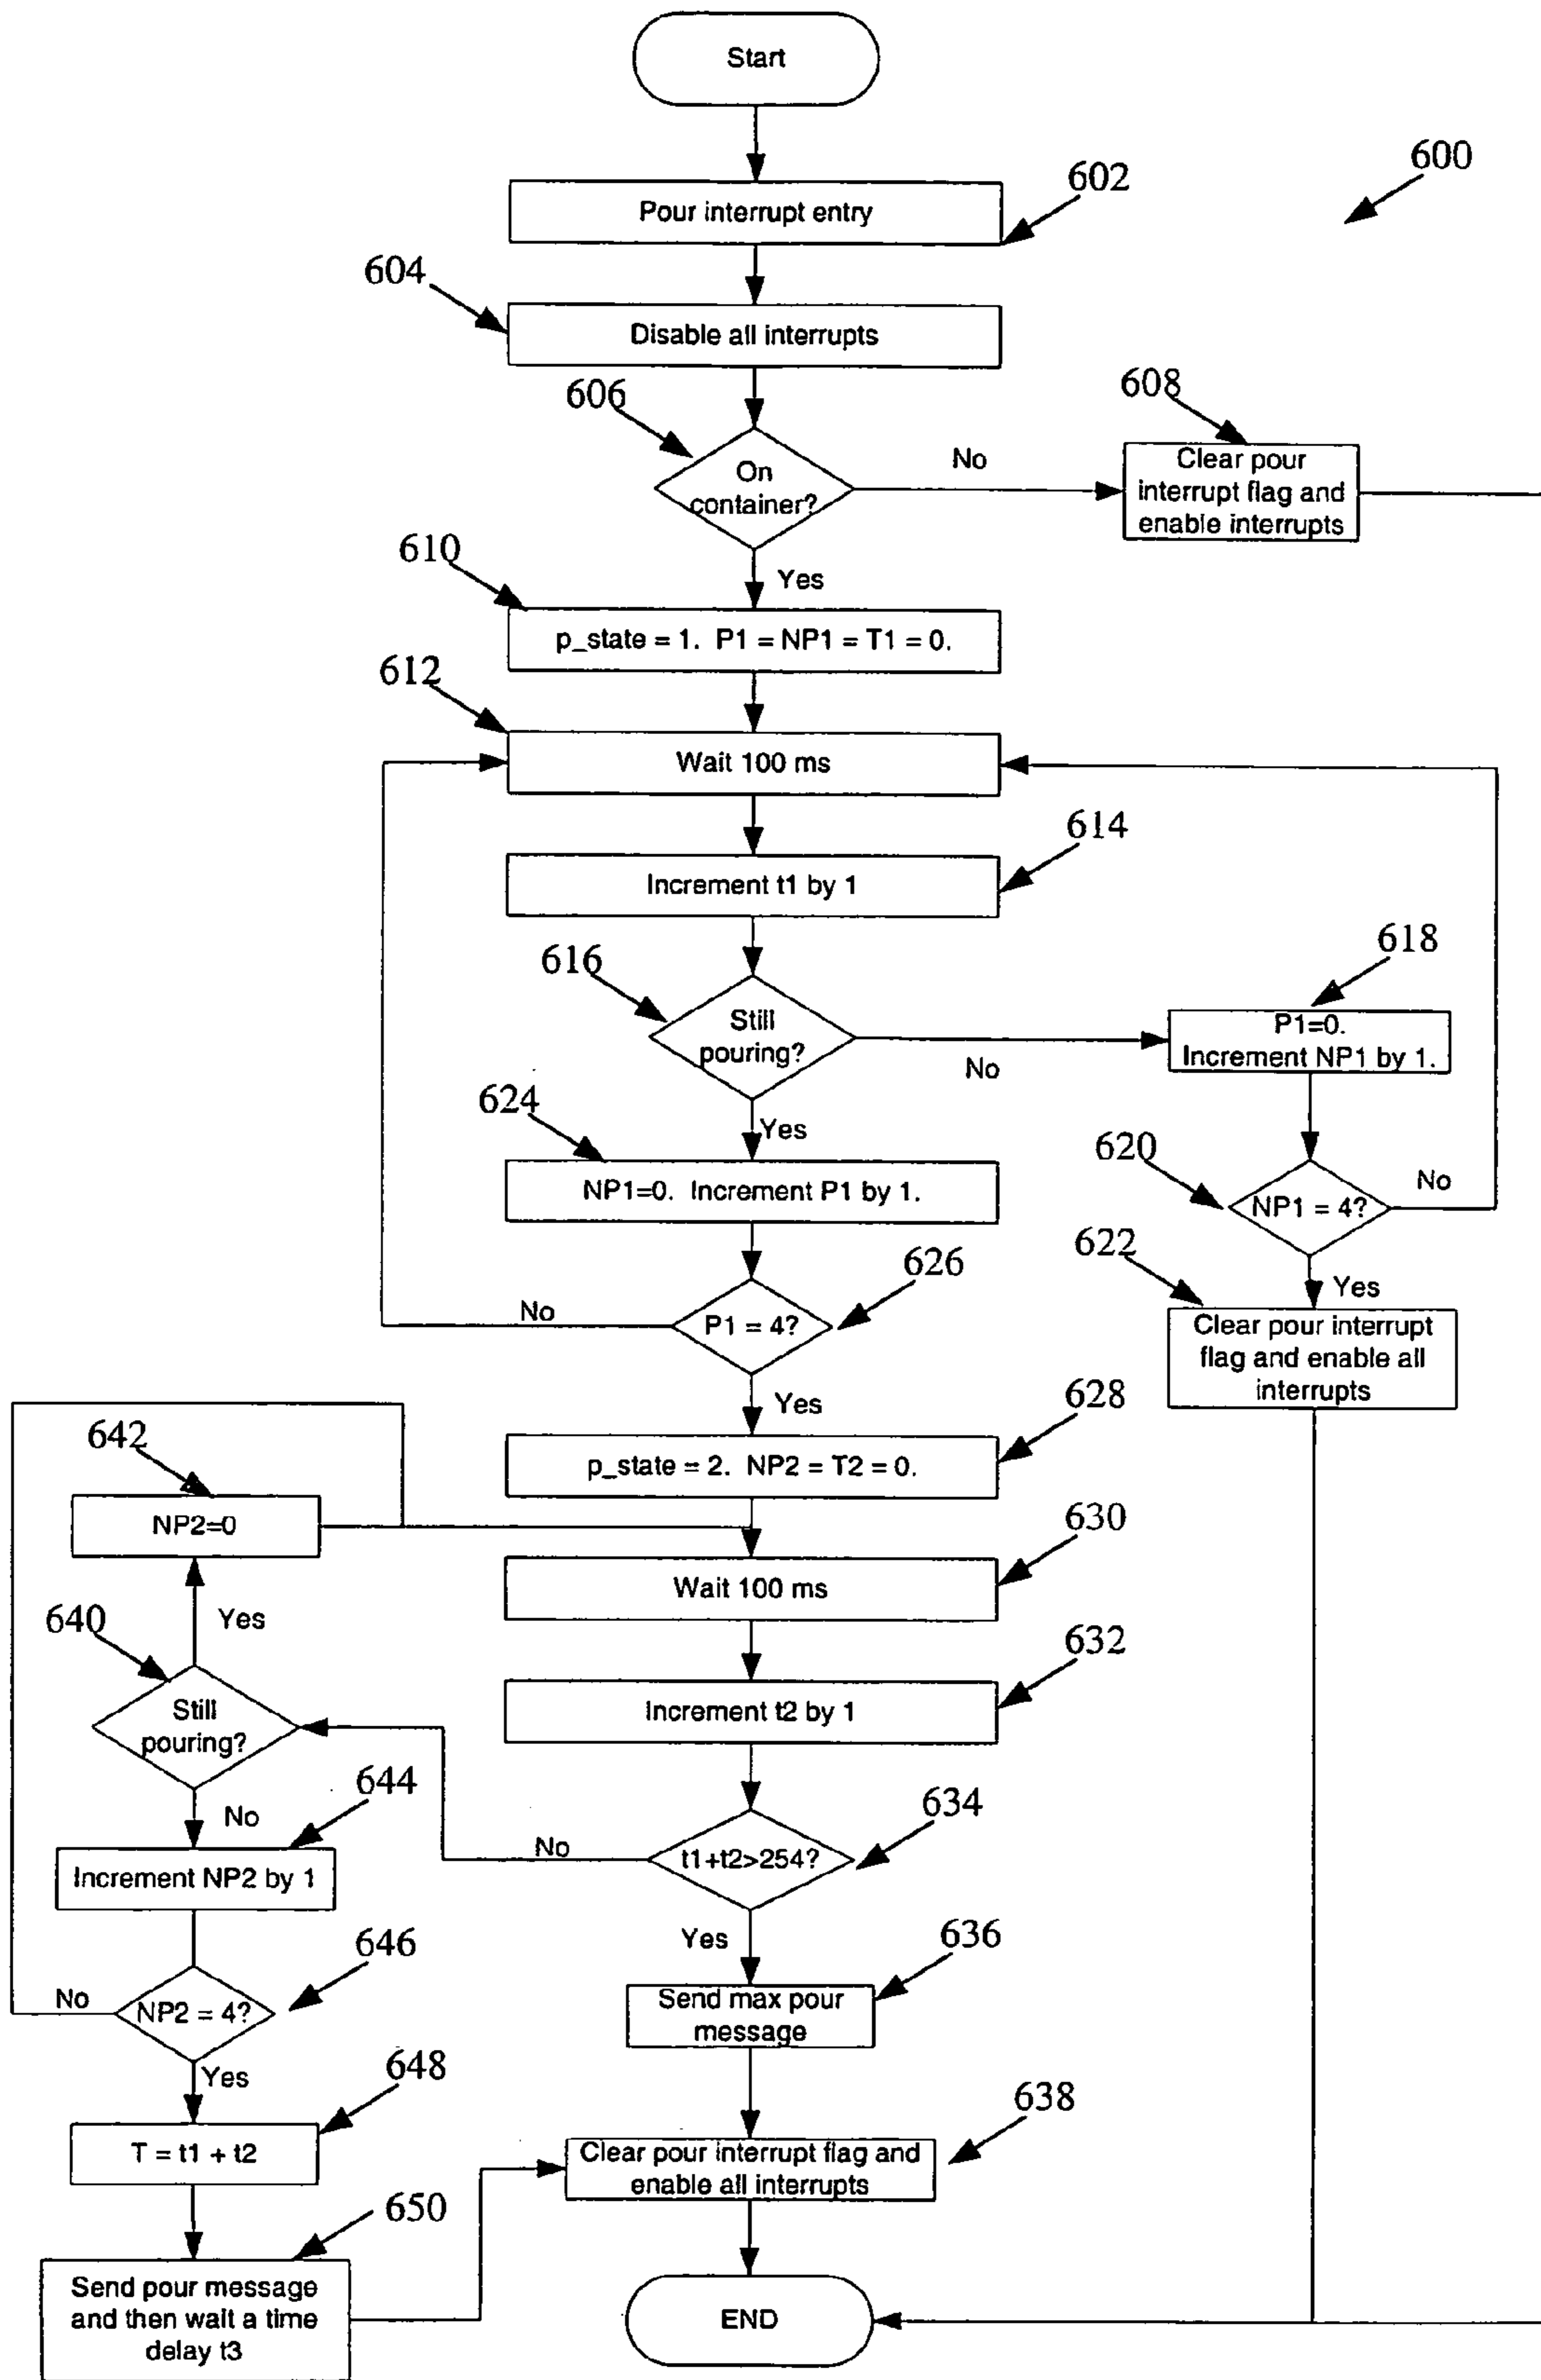 Start
600
602
Pour interrupt entry
604
Disable all interrupts
606
608
On
container?
No
Clear pour
interrupt flag and
enable interrupts
Yes
610
p_state = 1. P1 = NP1 = T1 = 0.
612
Wait 100 ms
614
Increment t1 by 1
616
618
Still
pouring?
No
P1=0.
Increment NP1 by 1.
Yes
624
620
NP1=0. Increment P1 by 1.
NP1 = 4?
No
622
626
Yes
No
P1 = 4?
Clear pour interrupt
flag and enable all
interrupts
Yes
628
642
p_state = 2. NP2 = T2 = 0.
NP2=0
630
Wait 100 ms
640
Yes
632
Still
pouring?
Increment t2 by 1
644
No
634
No
t1+t2>254?
Increment NP2 by 1
Yes
636
646
Send max pour
message
No
NP2 = 4?
Yes
648
638
T = t1 + t2
Clear pour interrupt flag and
enable all interrupts
650
Send pour message
and then wait a time
delay t3
END